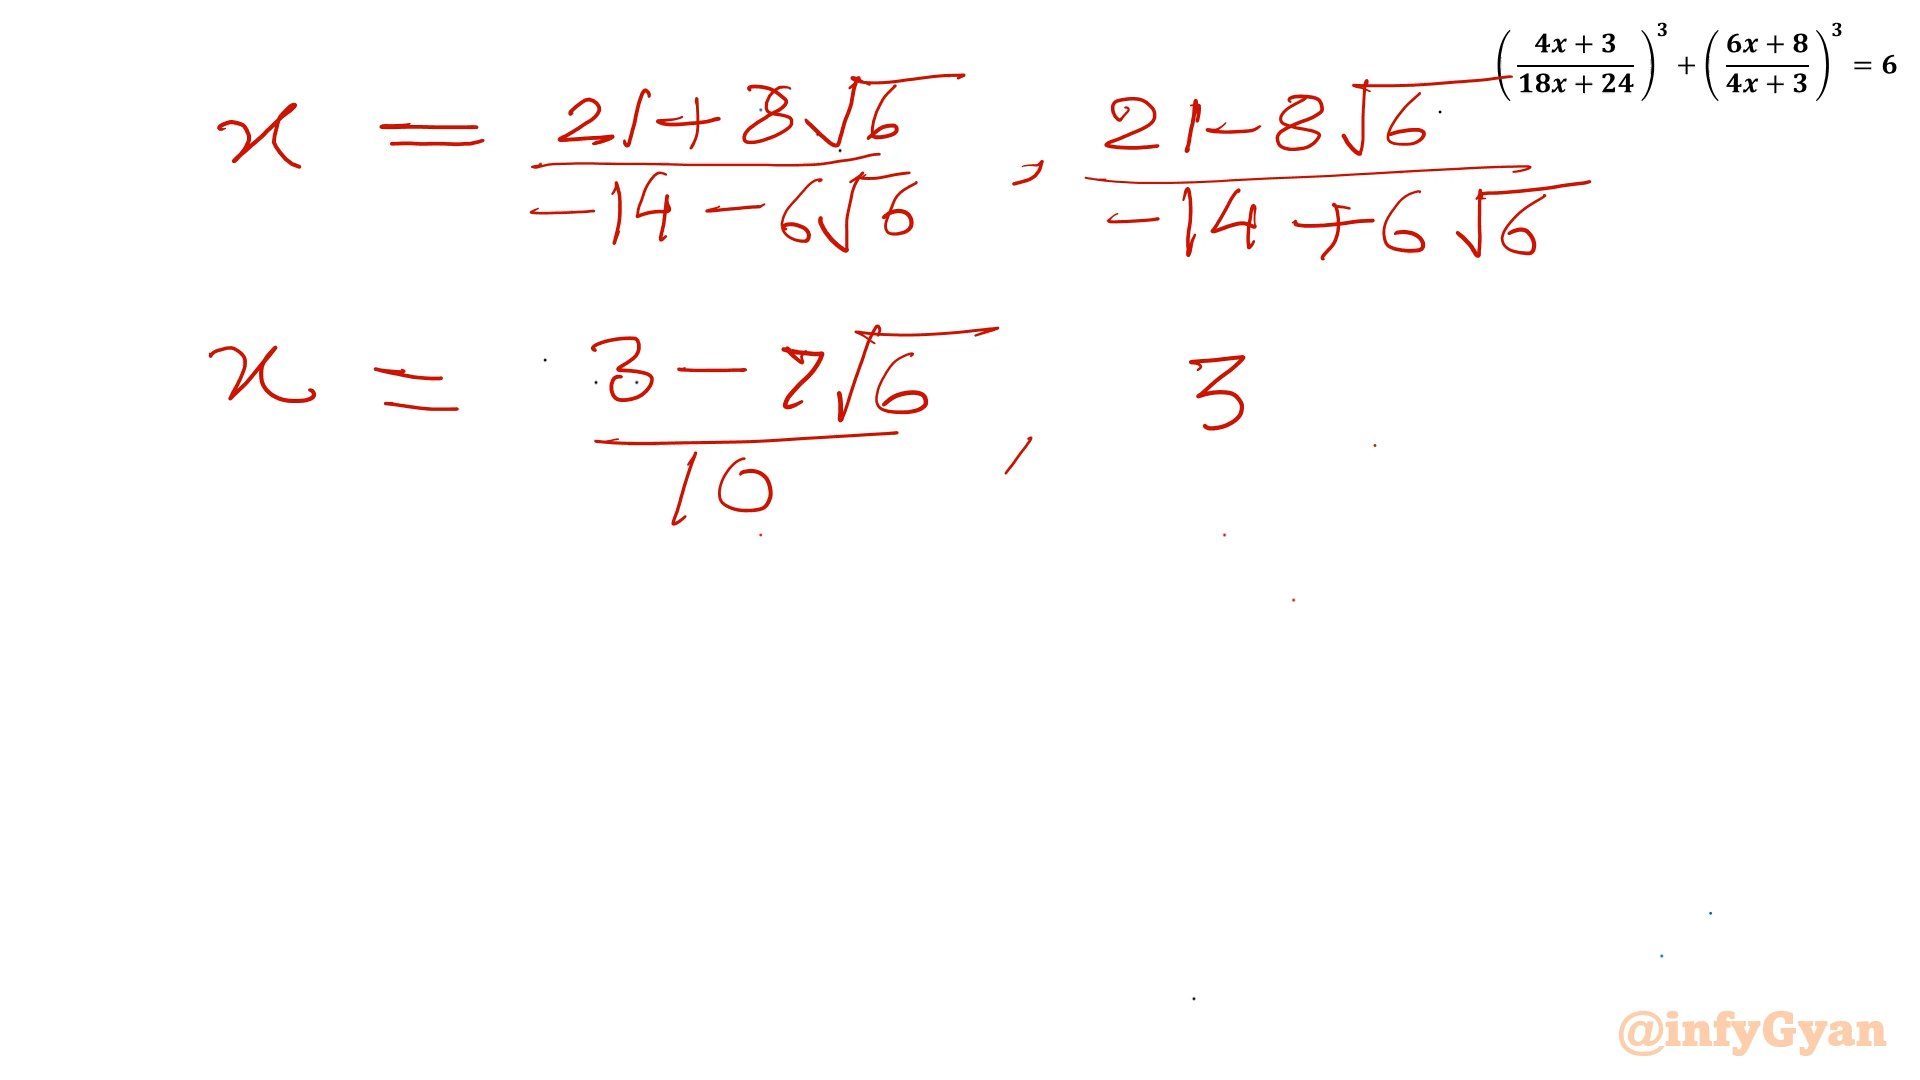 (4x + 3 / 18x + 24)³ + (6x + 8 / 4x + 3)³ = 6
x = 21 + 8√6 / -14 - 6√6 , 21 - 8√6 / -14 + 6√6
x = 3 - 7√6 / 10 , 3
@infyGyan